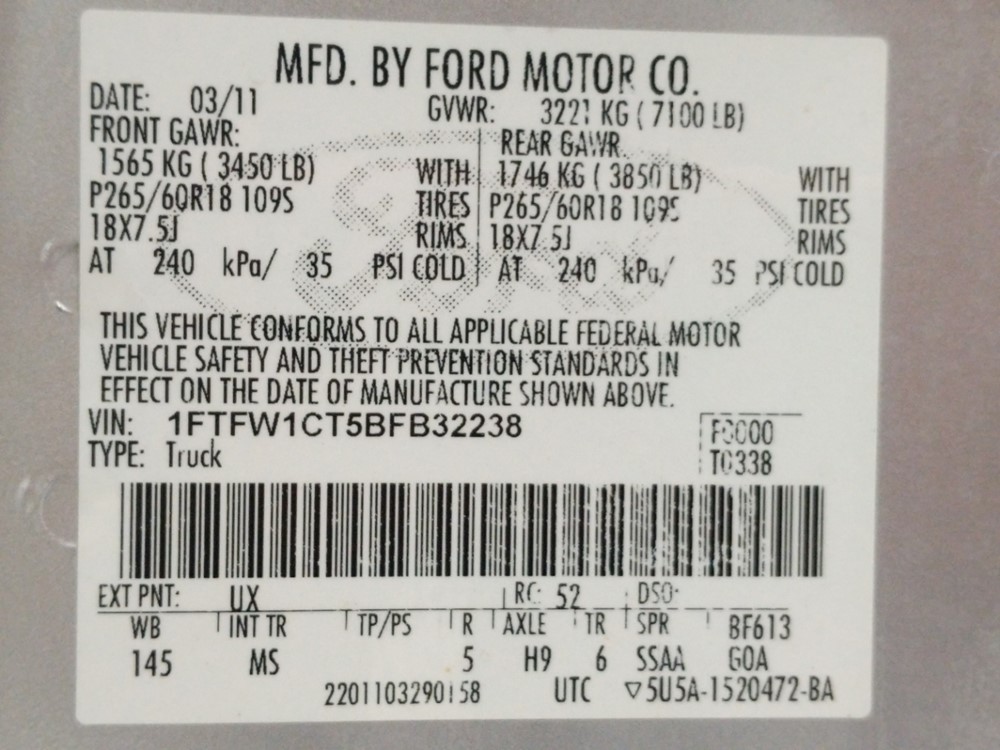 MFD. BY FORD MOTOR CO.
DATE: 03/11 GVWR: 3221 KG ( 7100 LB)
FRONT GAWR: REAR GAWR
1565 KG ( 3450 LB) WITH 1746 KG ( 3850 LB) WITH
P265/60R18 109S TIRES P265/60R18 109S TIRES
18X7.5J RIMS 18X7.5J RIMS
AT 240 kPa/ 35 PSI COLD AT 240 kPa/ 35 PSI COLD
THIS VEHICLE CONFORMS TO ALL APPLICABLE FEDERAL MOTOR
VEHICLE SAFETY AND THEFT PREVENTION STANDARDS IN
EFFECT ON THE DATE OF MANUFACTURE SHOWN ABOVE.
VIN: 1FTFW1CT5BFB32238
F0000
TYPE: Truck
T0338
EXT PNT: UX RC: 52 DSO:
WB INT TR TP/PS R AXLE TR SPR BF613
145 MS 5 H9 6 SSAA GOA
2201103290158 UTC ▽5U5A-1520472-BA